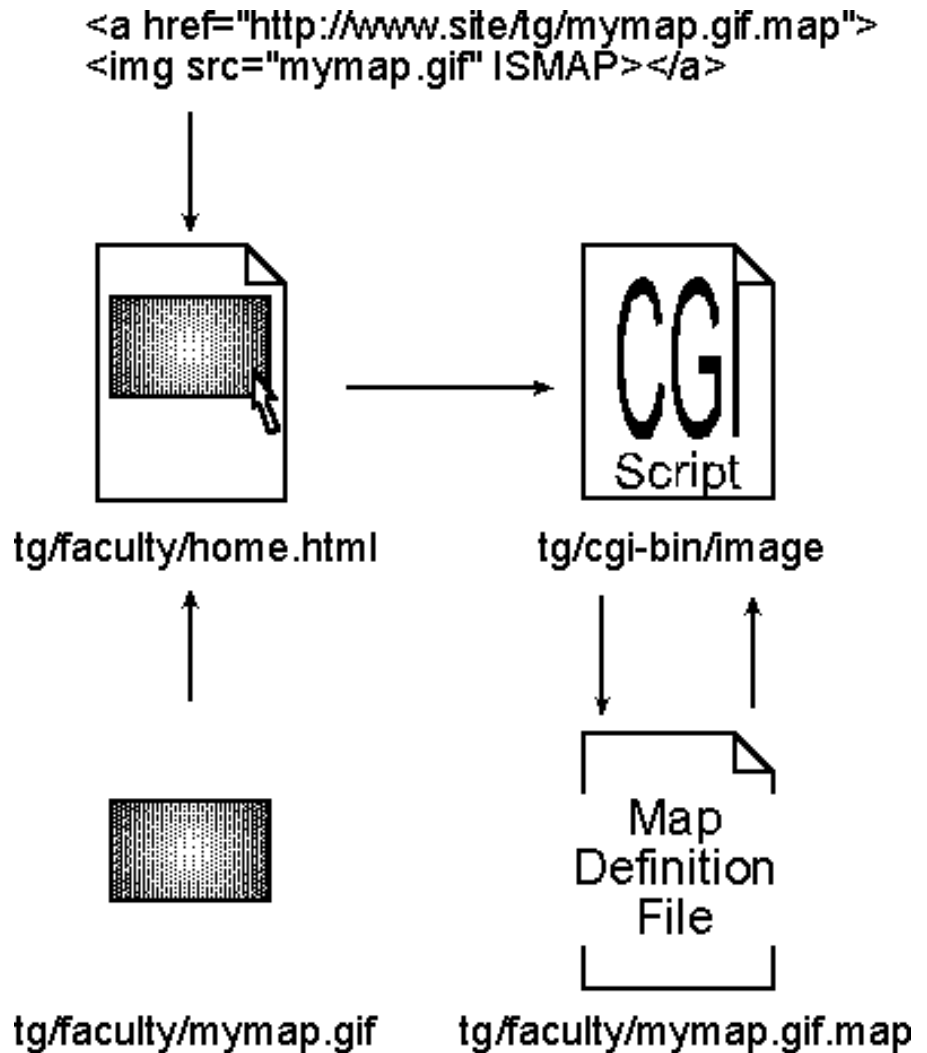 <a href="http://www.site/tg/mymap.gif.map">
<img src="mymap.gif" ISMAP></a>
CGI
Script
tg/faculty/home.html
tg/cgi-bin/image
Map
Definition
File
tg/faculty/mymap.gif
tg/faculty/mymap.gif.map